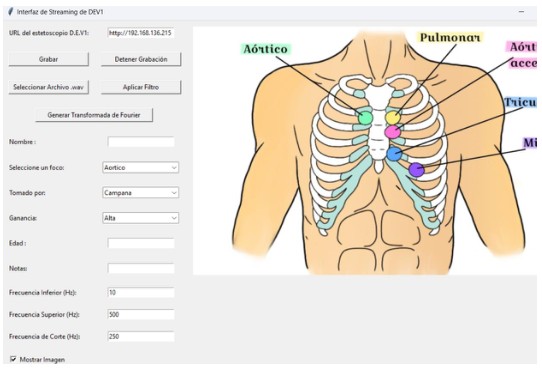 Interfaz de Streaming de DEV1
URL del estetoscopio D.E.V1: http://192.168.136.215
Grabar Detener Grabación
Seleccionar Archivo .wav Aplicar Filtro
Generar Transformada de Fourier
Nombre :
Seleccione un foco: Aortico
Tomado por: Campana
Ganancia: Alta
Edad :
Notas:
Frecuencia Inferior (Hz): 10
Frecuencia Superior (Hz): 500
Frecuencia de Corte (Hz): 250
Mostrar Imagen
Pulmonar
Aórtico
Aórt
acce
Tricu
Mi